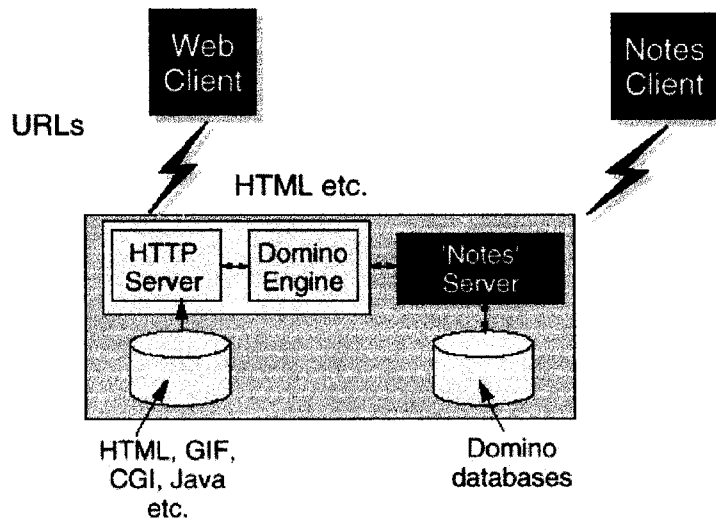 Web
Client
Notes
Client
URLs
HTML etc.
HTTP
Server
Domino
Engine
'Notes'
Server
HTML, GIF,
CGI, Java
etc.
Domino
databases